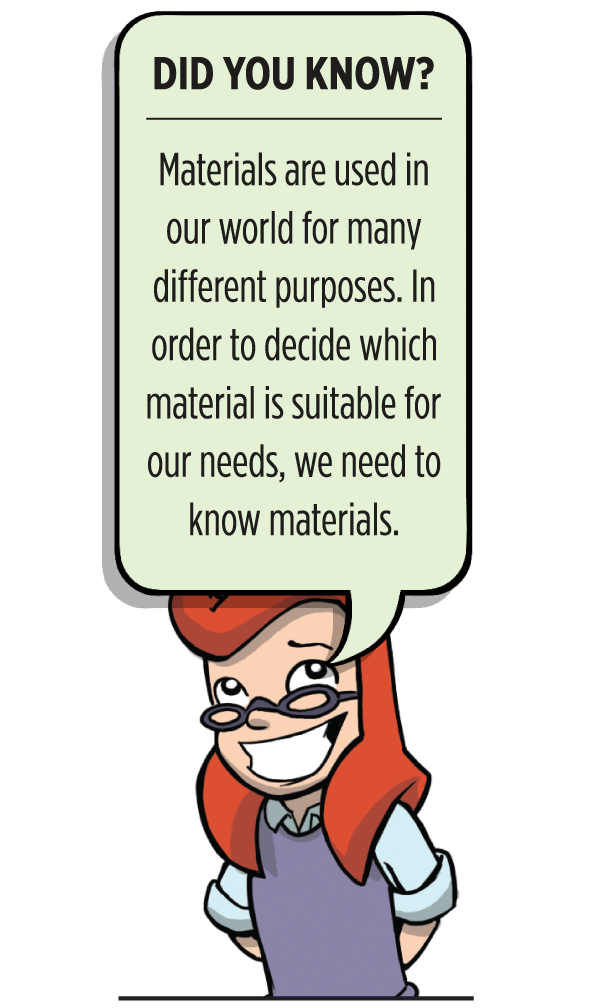 DID YOU KNOW?
Materials are used in
our world for many
different purposes. In
order to decide which
material is suitable for
our needs, we need to
know materials.